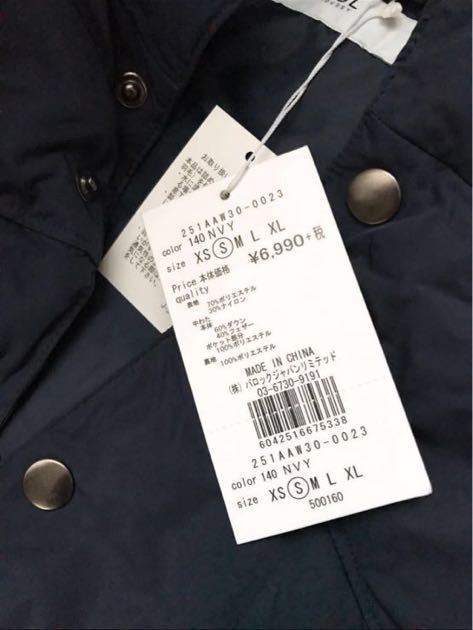 お取り扱い
251AAW30-0023
color 140 NVY
size XS S M L XL
Price 本体価格 ¥6,990+税
quality
表地 70%ポリエステル
30%ナイロン
中わた
本体 60%ダウン
40%フェザー
ポケット部分
100%ポリエステル
裏地 100%ポリエステル
MADE IN CHINA
(株)バロックジャパンリミテッド
03-6730-9191
6042516675338
251AAW30-0023
color 140 NVY
size XS S M L XL
500160